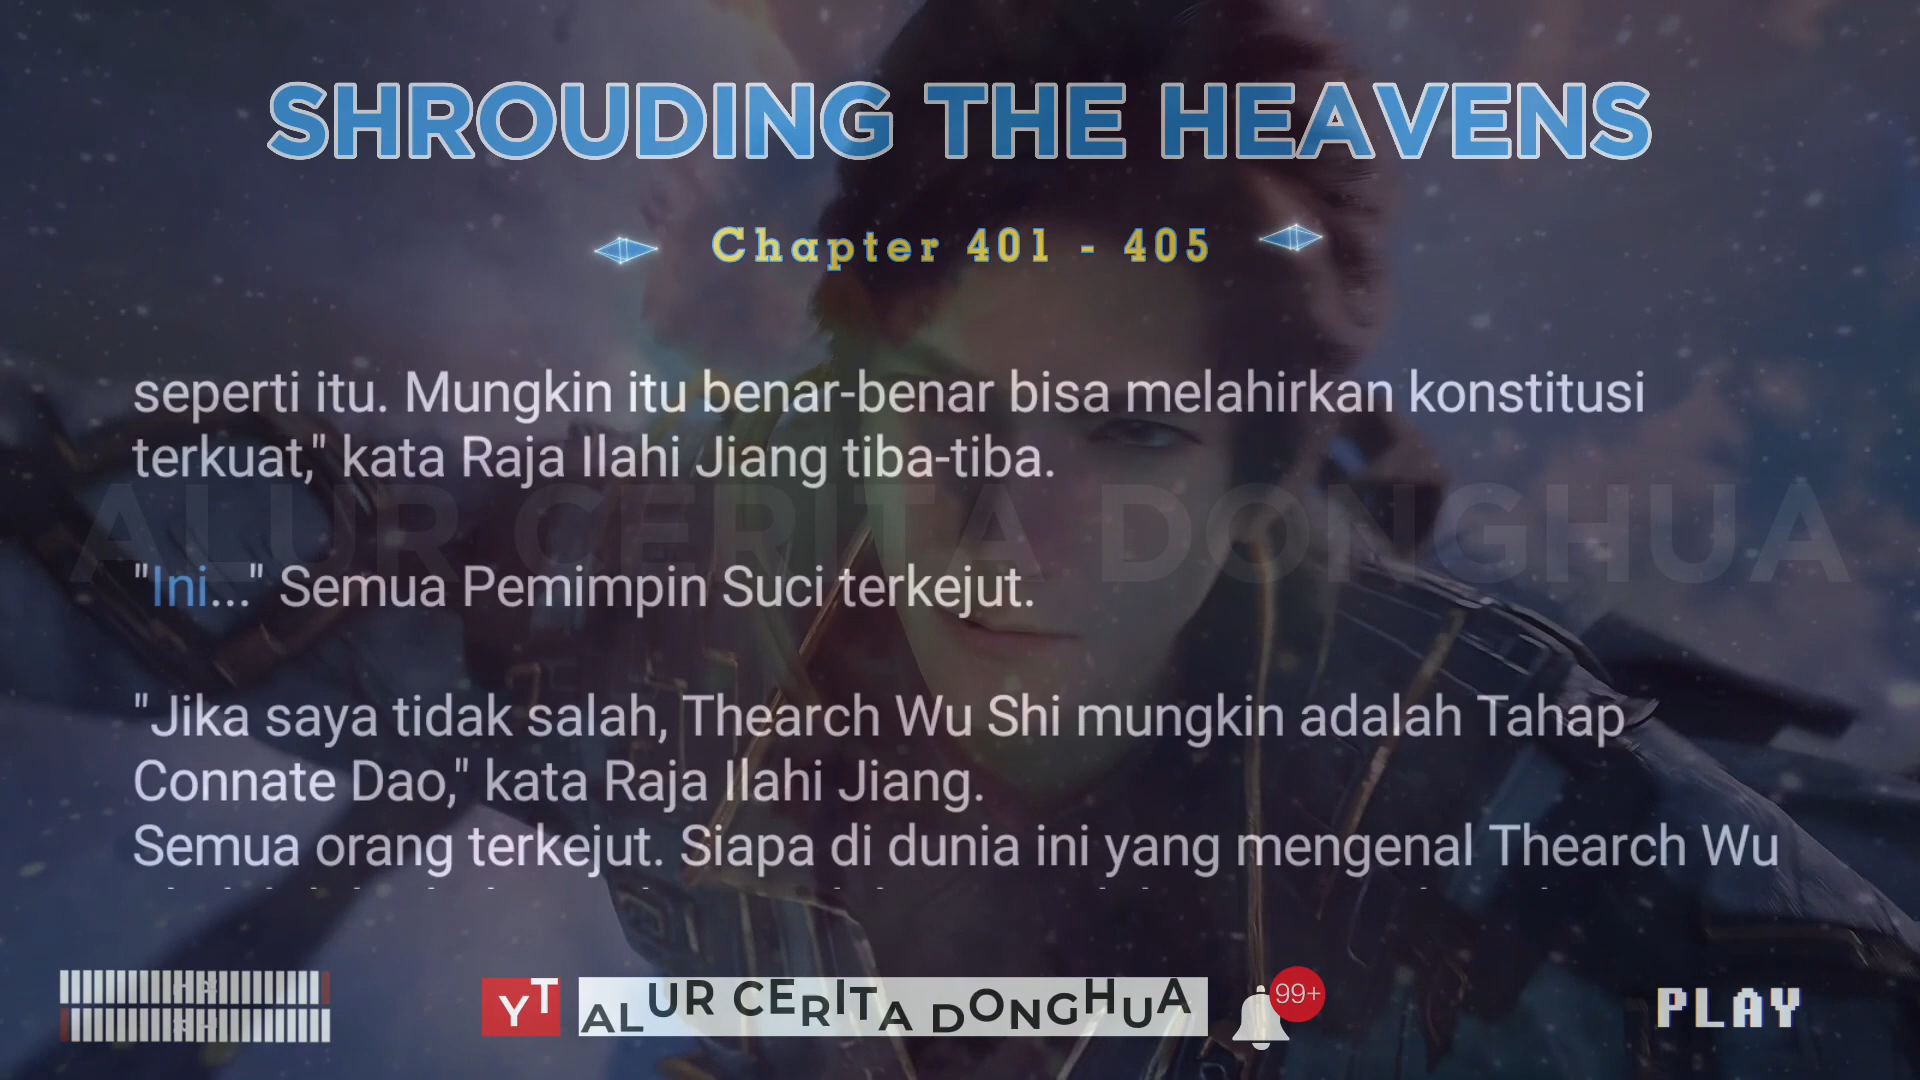 SHROUDING THE HEAVENS
Chapter 401 - 405
seperti itu. Mungkin itu benar-benar bisa melahirkan konstitusi
terkuat," kata Raja Ilahi Jiang tiba-tiba.
ALUR CERITA DONGHUA
"Ini..." Semua Pemimpin Suci terkejut.
"Jika saya tidak salah, Thearch Wu Shi mungkin adalah Tahap
Connate Dao," kata Raja Ilahi Jiang.
Semua orang terkejut. Siapa di dunia ini yang mengenal Thearch Wu
YT ALUR CERITA DONGHUA 99+
PLAY